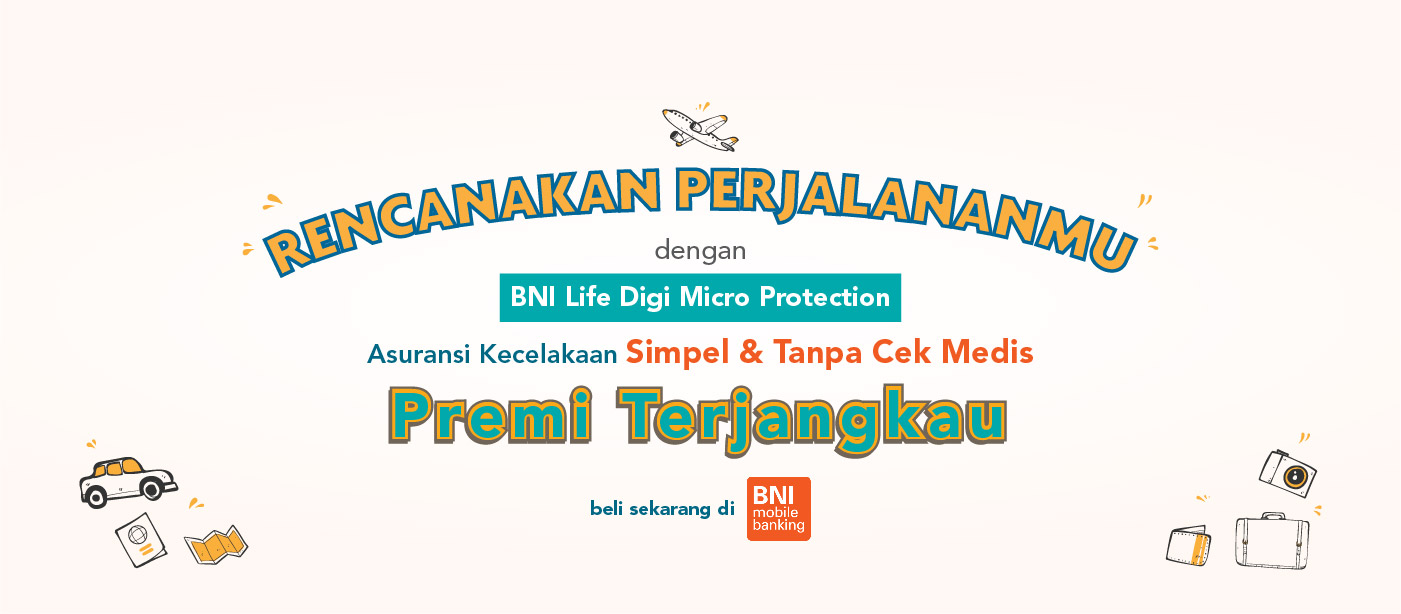 RENCANAKAN PERJALANANMU
dengan
BNI Life Digi Micro Protection
Asuransi Kecelakaan Simpel & Tanpa Cek Medis
Premi Terjangkau
beli sekarang di
BNI
mobile
banking